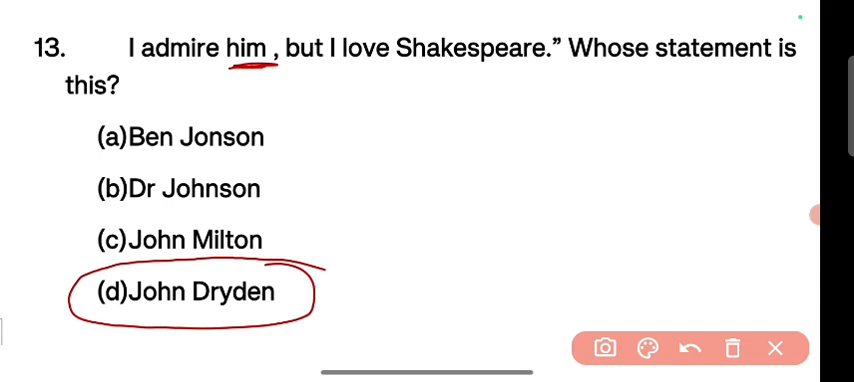 13. I admire him , but I love Shakespeare.” Whose statement is
this?
(a)Ben Jonson
(b)Dr Johnson
(c)John Milton
(d)John Dryden